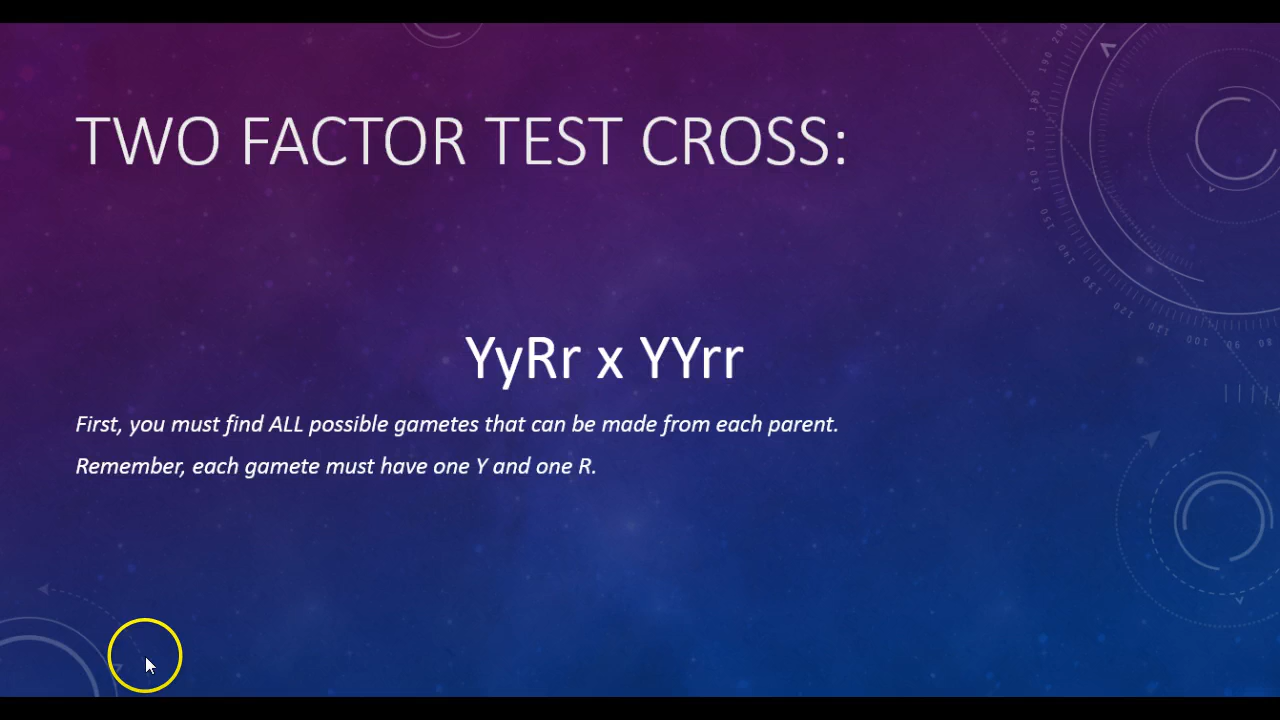 TWO FACTOR TEST CROSS:
YyRr x YYrr
First, you must find ALL possible gametes that can be made from each parent.
Remember, each gamete must have one Y and one R.